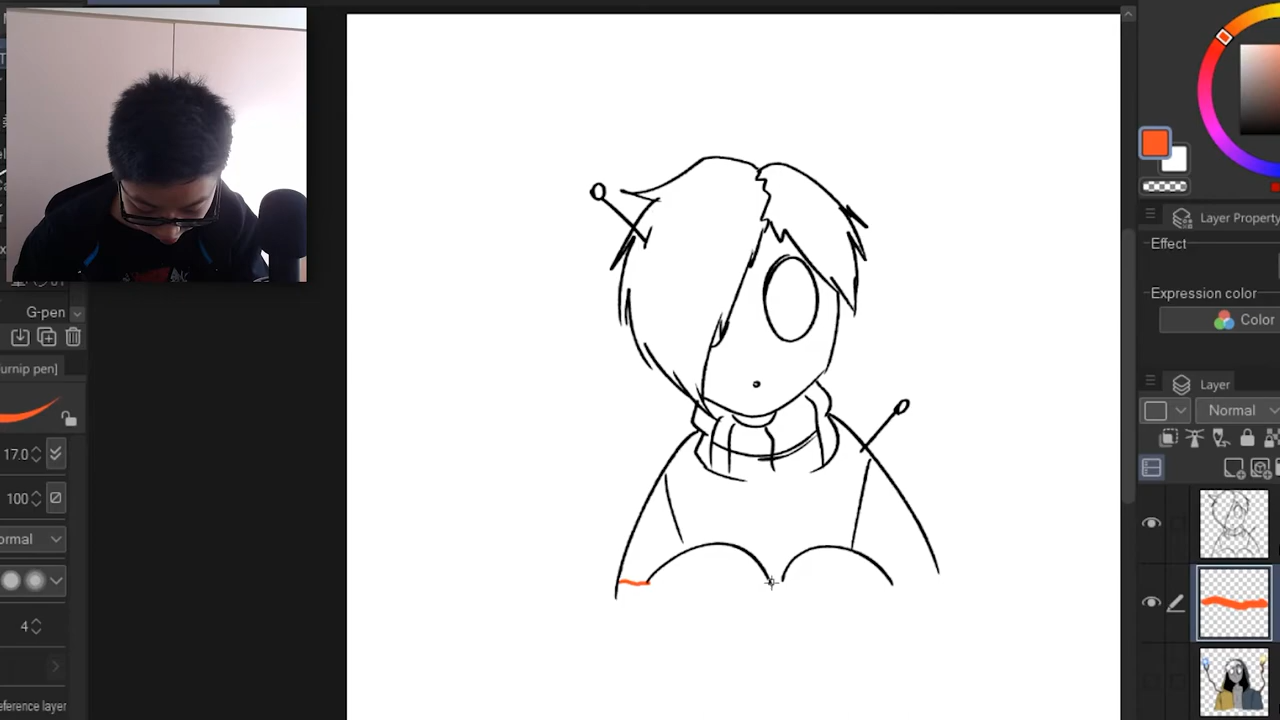 G-pen
urnip pen]
17.0
100
ormal
4
eference layer
Layer Property
Effect
Expression color
Color
Layer
Normal